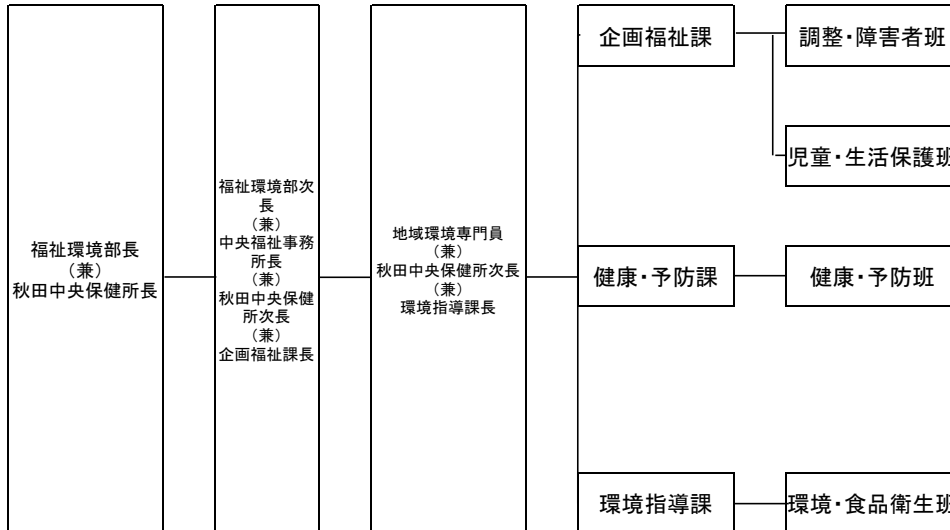 福祉環境部長
（兼）
秋田中央保健所長
福祉環境部次
長
（兼）
中央福祉事務
所長
（兼）
秋田中央保健
所次長
（兼）
企画福祉課長
地域環境専門員
（兼）
秋田中央保健所次長
（兼）
環境指導課長
企画福祉課
調整・障害者班
児童・生活保護班
健康・予防課
健康・予防班
環境指導課
環境・食品衛生班